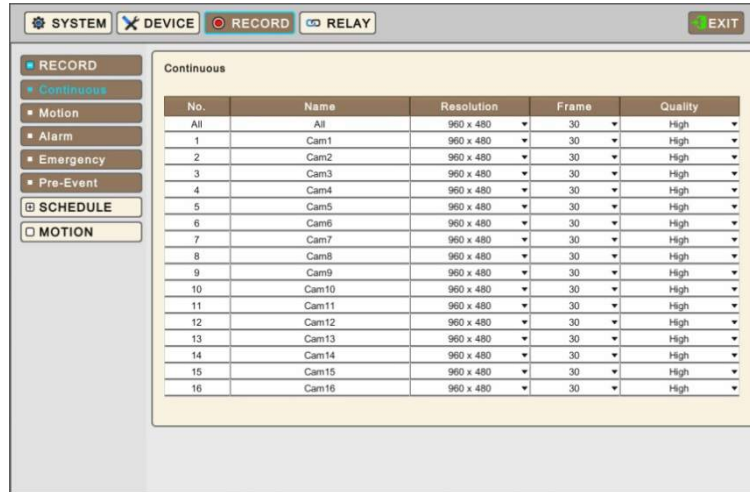 SYSTEM DEVICE RECORD RELAY EXIT
RECORD
Continuous
Motion
Alarm
Emergency
Pre-Event
SCHEDULE
MOTION
Continuous
No. Name Resolution Frame Quality
All All 960 x 480 30 High
1 Cam1 960 x 480 30 High
2 Cam2 960 x 480 30 High
3 Cam3 960 x 480 30 High
4 Cam4 960 x 480 30 High
5 Cam5 960 x 480 30 High
6 Cam6 960 x 480 30 High
7 Cam7 960 x 480 30 High
8 Cam8 960 x 480 30 High
9 Cam9 960 x 480 30 High
10 Cam10 960 x 480 30 High
11 Cam11 960 x 480 30 High
12 Cam12 960 x 480 30 High
13 Cam13 960 x 480 30 High
14 Cam14 960 x 480 30 High
15 Cam15 960 x 480 30 High
16 Cam16 960 x 480 30 High